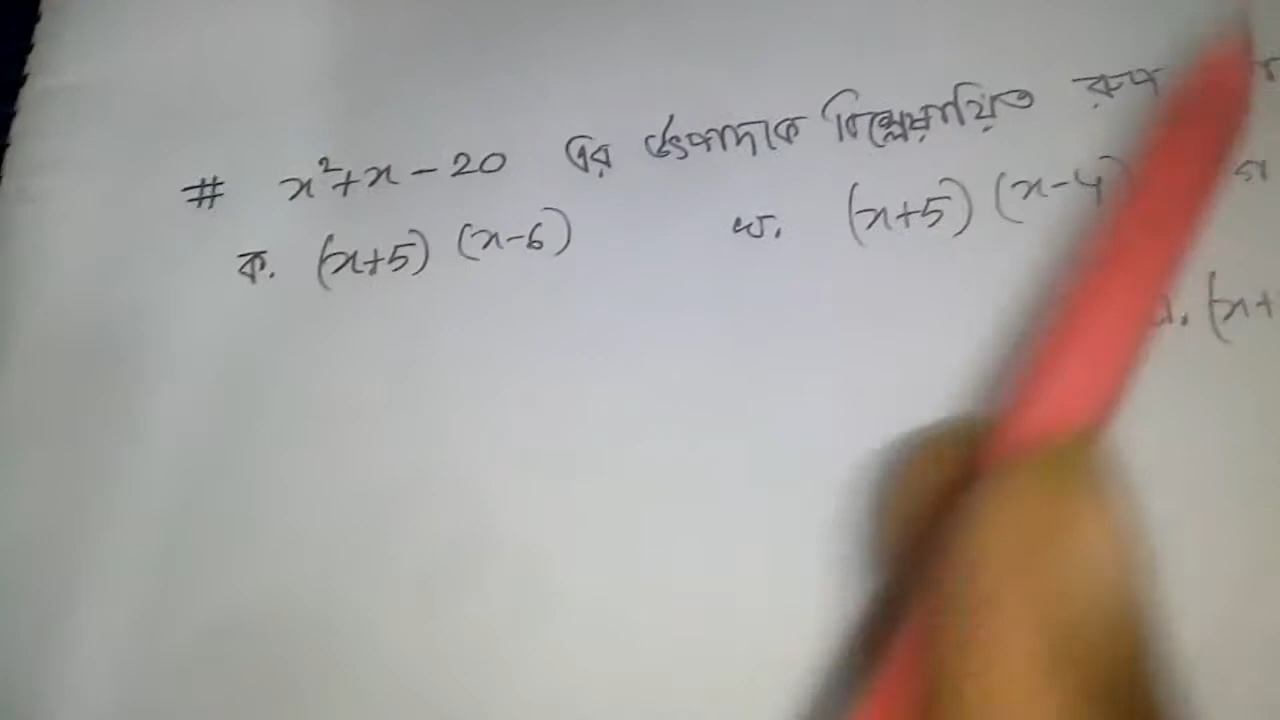 # x²+x-20 এর উৎপাদকে বিশ্লেষায়িত রূপ
ক. (x+5) (x-6) খ. (x+5) (x-4)
(x+